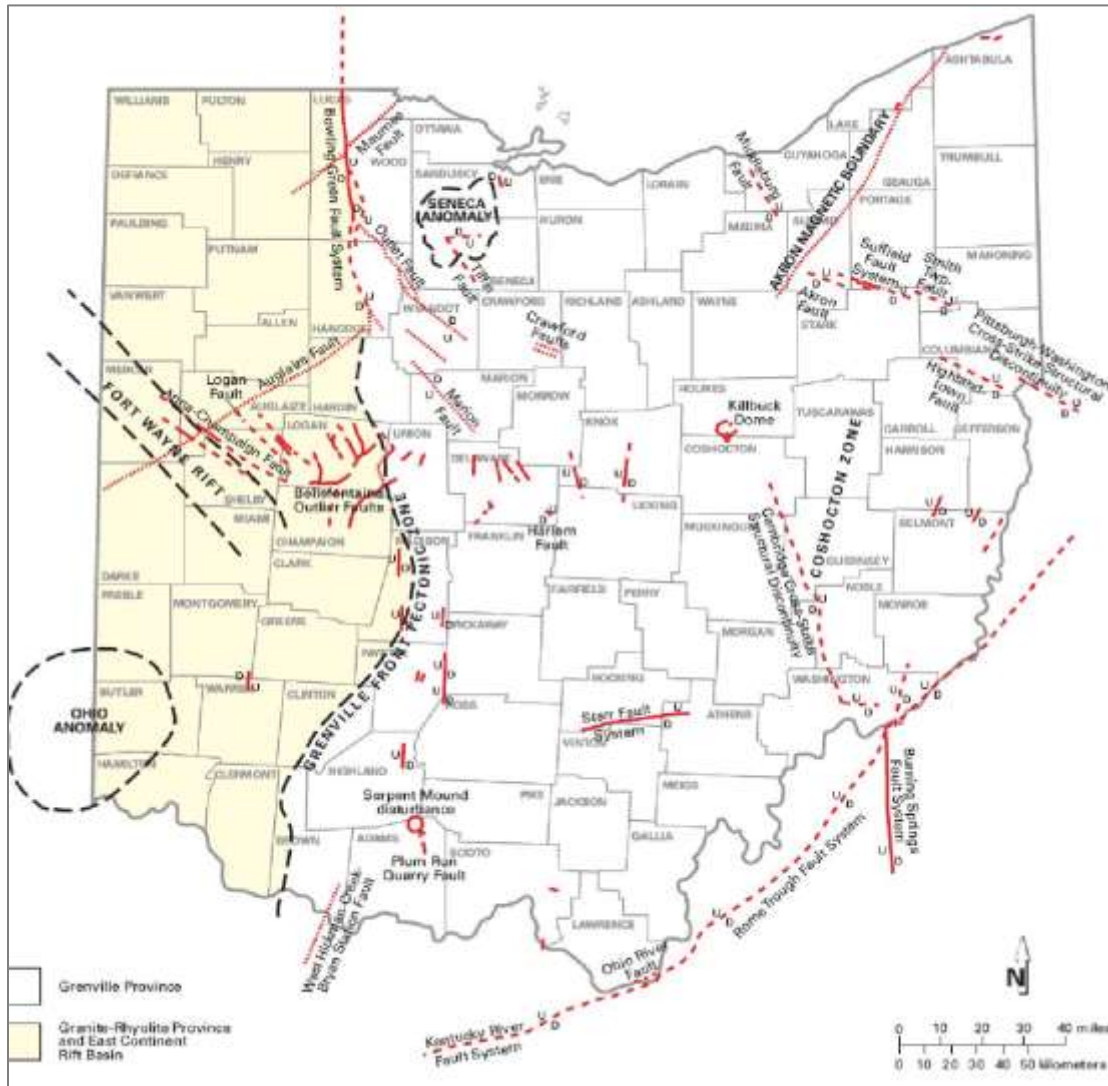 ASHTABULA
WILLIAMS
FULTON
LUCAS
OTTAWA
LAKE
Maumee
Fault
WOOD
SANDUSKY
ERIE
LORAIN
CUYAHOGA
GEAUGA
TRUMBULL
HENRY
DEFIANCE
Bowling Green Fault System
SENECA
ANOMALY
HURON
MEDINA
SUMMIT
PORTAGE
AKRON MAGNETIC BOUNDARY
PAULDING
PUTNAM
Outlet Fault
SENECA
Suffield
Fault
System
Smith
Twp.
Fault
MAHONING
VAN WERT
ALLEN
HANCOCK
WYANDOT
CRAWFORD
RICHLAND
ASHLAND
WAYNE
Akron
Fault
STARK
Crawford
Faults
COLUMBIANA
Pittsburgh-Washington
Cross-Strike Structural
Discontinuity
Highland-
town
Fault
MERCER
Logan
Fault
Auglaize Fault
AUGLAIZE
HARDIN
MARION
Marion
Fault
MORROW
HOLMES
Killbuck
Dome
TUSCARAWAS
CARROLL
JEFFERSON
FORT WAYNE RIFT
Anna-Champaign Fault
LOGAN
UNION
DELAWARE
KNOX
COSHOCTON
HARRISON
COSHOCTON ZONE
SHELBY
Bellefontaine
Outlier Faults
LICKING
BELMONT
MIAMI
CHAMPAIGN
MADISON
FRANKLIN
Harlem
Fault
MUSKINGUM
Cambridge Cross-Strike
Structural Discontinuity
GUERNSEY
DARKE
CLARK
FAIRFIELD
PERRY
NOBLE
MONROE
PREBLE
MONTGOMERY
GREENE
GRENVILLE FRONT TECTONIC ZONE
PICKAWAY
MORGAN
FAYETTE
HOCKING
WASHINGTON
BUTLER
WARREN
CLINTON
ROSS
ATHENS
OHIO
ANOMALY
Starr Fault
System
VINTON
HAMILTON
CLERMONT
HIGHLAND
MEIGS
Burning Springs
Fault System
Serpent Mound
disturbance
PIKE
JACKSON
BROWN
ADAMS
SCIOTO
GALLIA
Plum Run
Quarry Fault
Rome Trough Fault System
West Hickman Creek-
Bryan Station Fault
LAWRENCE
Ohio River
Fault
Kentucky River
Fault System
Grenville Province
Granite-Rhyolite Province
and East Continent
Rift Basin
N
0 10 20 30 40 miles
0 10 20 30 40 50 kilometers